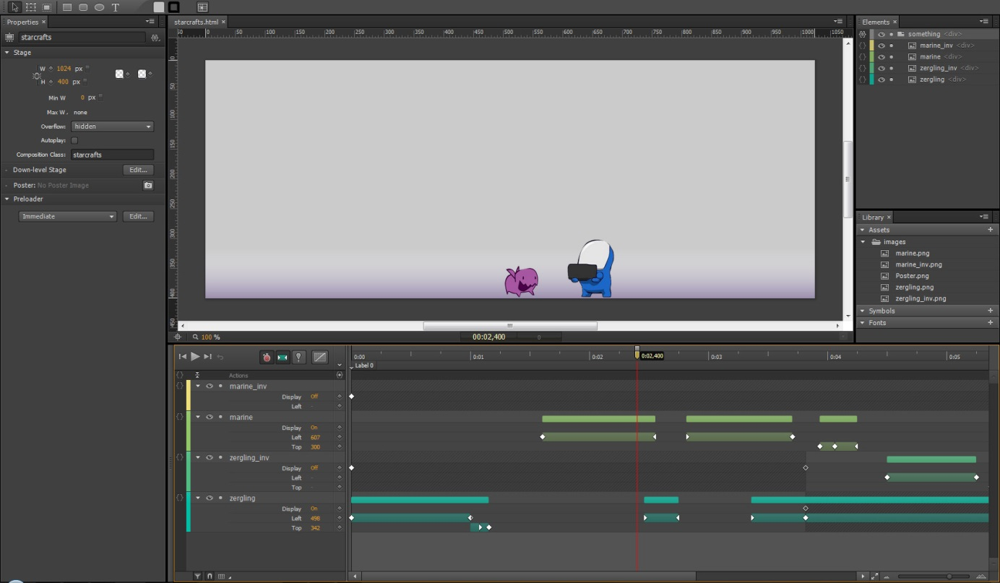 T
Properties ×
starcrafts
Stage
W 1024 px
H 400 px
Min W 0 px
Max W none
Overflow: hidden
Autoplay:
Composition Class: starcrafts
Down-level Stage Edit...
Poster: No Poster Image
Preloader
Immediate Edit...
starcrafts.html ×
50 0 50 100 150 200 250 300 350 400 450 500 550 600 650 700 750 800 850 900 950 1000 1050
0
50
100
150
200
250
300
350
400
450
100 %
00:02,400 0
Elements ×
something <div>
marine_inv <div>
marine <div>
zergling_inv <div>
zergling <div>
Library ×
Assets +
images
marine.png
marine_inv.png
Poster.png
zergling.png
zergling_inv.png
Symbols +
Fonts +
0:00 0:01 0:02 0:02,400 0:03 0:04 0:05
Label 0
Actions
marine_inv
Display Off
Left -
marine
Display On
Left 607
Top 300
zergling_inv
Display Off
Left -
Top -
zergling
Display On
Left 498
Top 342